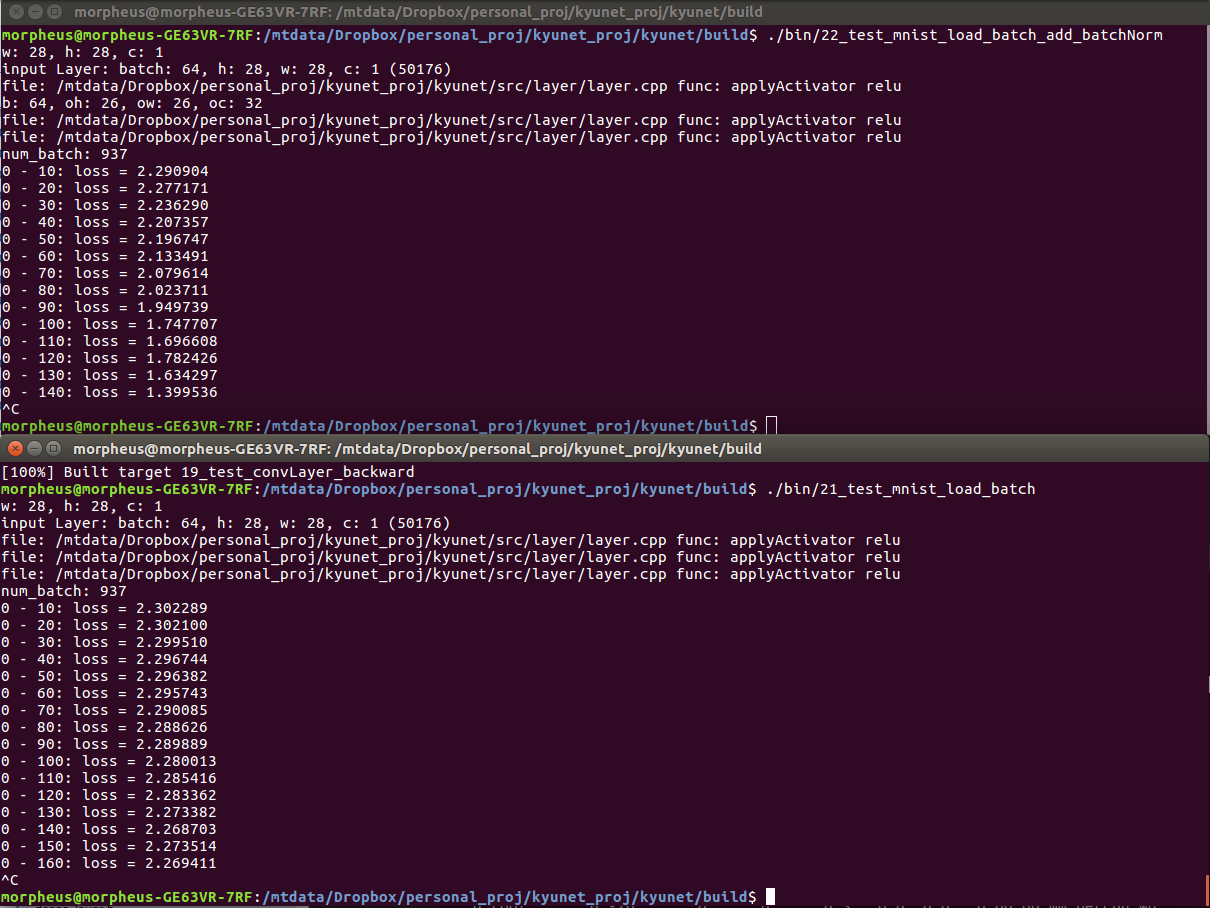 morpheus@morpheus-GE63VR-7RF: /mtdata/Dropbox/personal_proj/kyunet_proj/kyunet/build
morpheus@morpheus-GE63VR-7RF:/mtdata/Dropbox/personal_proj/kyunet_proj/kyunet/build$ ./bin/22_test_mnist_load_batch_add_batchNorm
w: 28, h: 28, c: 1
input Layer: batch: 64, h: 28, w: 28, c: 1 (50176)
file: /mtdata/Dropbox/personal_proj/kyunet_proj/kyunet/src/layer/layer.cpp func: applyActivator relu
b: 64, oh: 26, ow: 26, oc: 32
file: /mtdata/Dropbox/personal_proj/kyunet_proj/kyunet/src/layer/layer.cpp func: applyActivator relu
file: /mtdata/Dropbox/personal_proj/kyunet_proj/kyunet/src/layer/layer.cpp func: applyActivator relu
num_batch: 937
0 - 10: loss = 2.290904
0 - 20: loss = 2.277171
0 - 30: loss = 2.236290
0 - 40: loss = 2.207357
0 - 50: loss = 2.196747
0 - 60: loss = 2.133491
0 - 70: loss = 2.079614
0 - 80: loss = 2.023711
0 - 90: loss = 1.949739
0 - 100: loss = 1.747707
0 - 110: loss = 1.696608
0 - 120: loss = 1.782426
0 - 130: loss = 1.634297
0 - 140: loss = 1.399536
^C
morpheus@morpheus-GE63VR-7RF:/mtdata/Dropbox/personal_proj/kyunet_proj/kyunet/build$
morpheus@morpheus-GE63VR-7RF: /mtdata/Dropbox/personal_proj/kyunet_proj/kyunet/build
[100%] Built target 19_test_convLayer_backward
morpheus@morpheus-GE63VR-7RF:/mtdata/Dropbox/personal_proj/kyunet_proj/kyunet/build$ ./bin/21_test_mnist_load_batch
w: 28, h: 28, c: 1
input Layer: batch: 64, h: 28, w: 28, c: 1 (50176)
file: /mtdata/Dropbox/personal_proj/kyunet_proj/kyunet/src/layer/layer.cpp func: applyActivator relu
file: /mtdata/Dropbox/personal_proj/kyunet_proj/kyunet/src/layer/layer.cpp func: applyActivator relu
file: /mtdata/Dropbox/personal_proj/kyunet_proj/kyunet/src/layer/layer.cpp func: applyActivator relu
num_batch: 937
0 - 10: loss = 2.302289
0 - 20: loss = 2.302100
0 - 30: loss = 2.299510
0 - 40: loss = 2.296744
0 - 50: loss = 2.296382
0 - 60: loss = 2.295743
0 - 70: loss = 2.290085
0 - 80: loss = 2.288626
0 - 90: loss = 2.289889
0 - 100: loss = 2.280013
0 - 110: loss = 2.285416
0 - 120: loss = 2.283362
0 - 130: loss = 2.273382
0 - 140: loss = 2.268703
0 - 150: loss = 2.273514
0 - 160: loss = 2.269411
^C
morpheus@morpheus-GE63VR-7RF:/mtdata/Dropbox/personal_proj/kyunet_proj/kyunet/build$